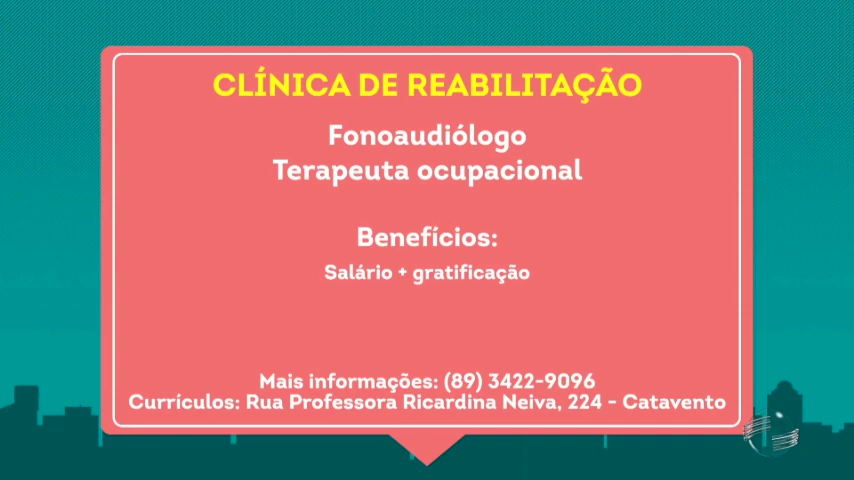 CLÍNICA DE REABILITAÇÃO
Fonoaudiólogo
Terapeuta ocupacional
Benefícios:
Salário + gratificação
Mais informações: (89) 3422-9096
Currículos: Rua Professora Ricardina Neiva, 224 - Catavento